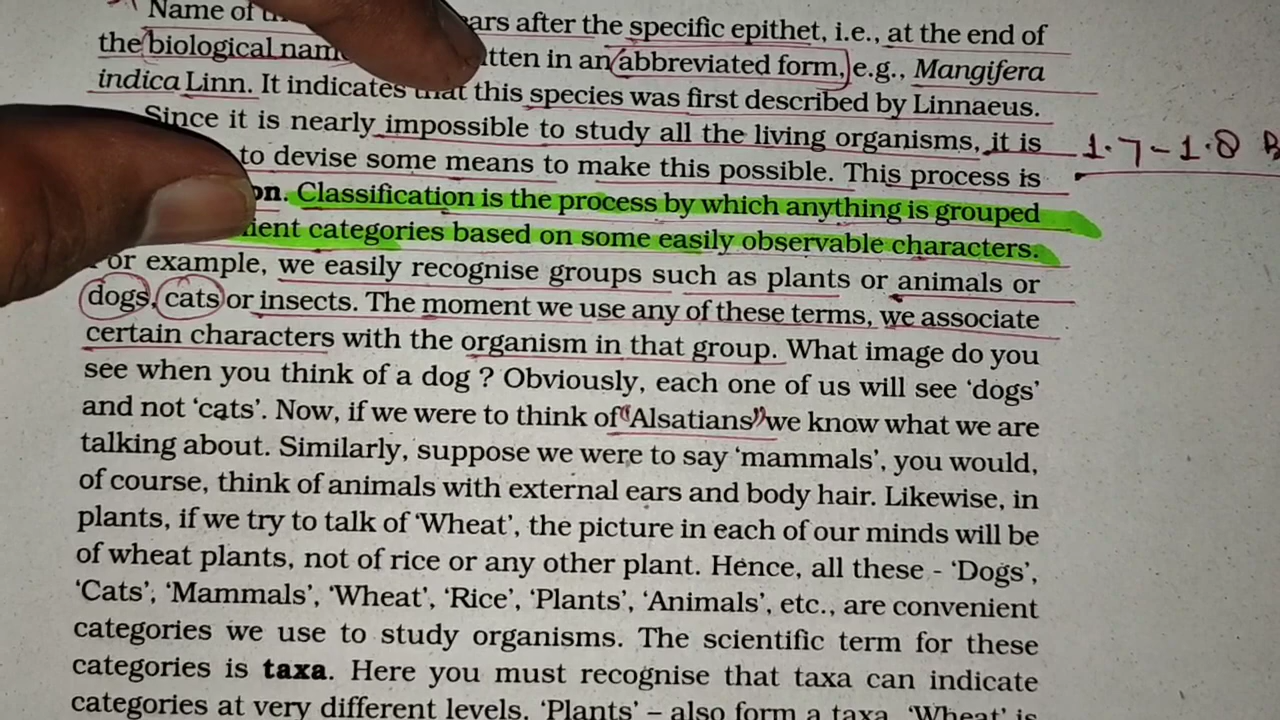 Name of ears after the specific epithet, i.e., at the end of
the biological name itten in an abbreviated form, e.g., Mangifera
indica Linn. It indicates that this species was first described by Linnaeus.
Since it is nearly impossible to study all the living organisms, it is
1.7-1.8 B
to devise some means to make this possible. This process is
on. Classification is the process by which anything is grouped
ient categories based on some easily observable characters.
For example, we easily recognise groups such as plants or animals or
dogs, cats or insects. The moment we use any of these terms, we associate
certain characters with the organism in that group. What image do you
see when you think of a dog ? Obviously, each one of us will see ‘dogs’
and not ‘cats’. Now, if we were to think of ‘Alsatians’ we know what we are
talking about. Similarly, suppose we were to say ‘mammals’, you would,
of course, think of animals with external ears and body hair. Likewise, in
plants, if we try to talk of ‘Wheat’, the picture in each of our minds will be
of wheat plants, not of rice or any other plant. Hence, all these - ‘Dogs’,
‘Cats’, ‘Mammals’, ‘Wheat’, ‘Rice’, ‘Plants’, ‘Animals’, etc., are convenient
categories we use to study organisms. The scientific term for these
categories is taxa. Here you must recognise that taxa can indicate
categories at very different levels. ‘Plants’ – also form a taxa. ‘Wheat’ is